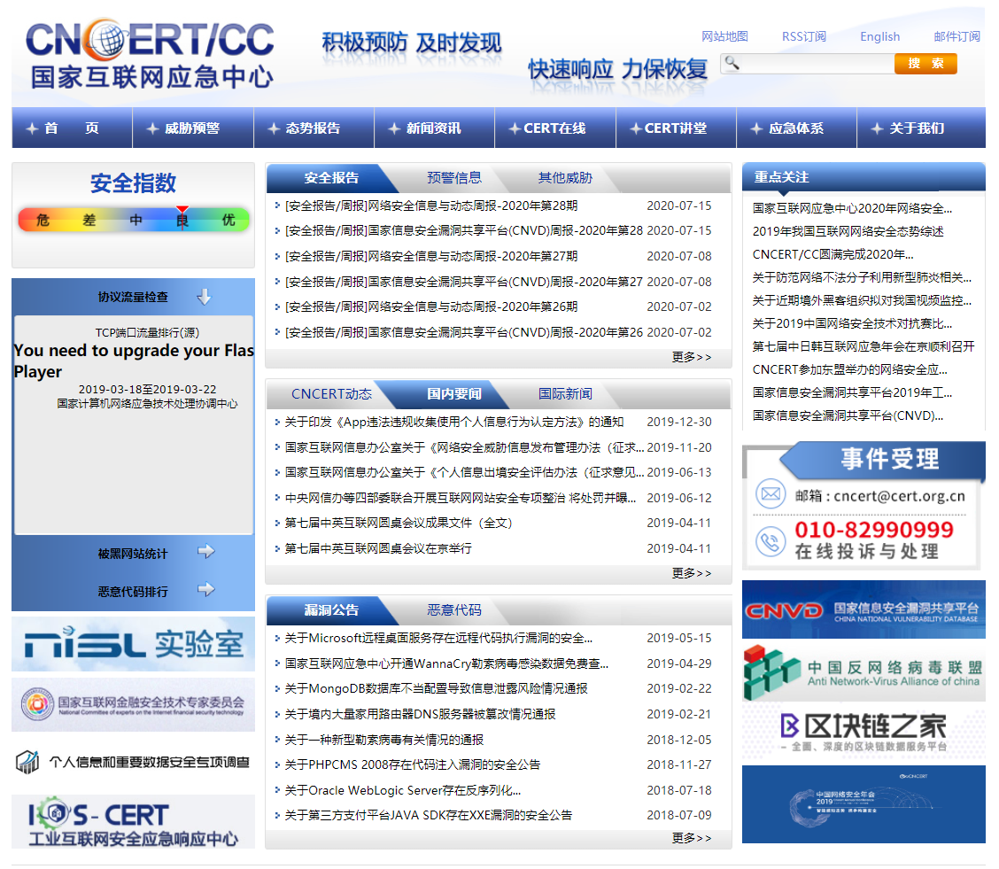 CNCERT/CC
国家互联网应急中心
积极预防 及时发现
快速响应 力保恢复
网站地图 RSS订阅 English 邮件订阅
搜 索
首 页 威胁预警 态势报告 新闻资讯 CERT在线 CERT讲堂 应急体系 关于我们
安全指数
危 差 中 良 优
协议流量检查
TCP端口流量排行(源)
You need to upgrade your Flas
Player
2019-03-18至2019-03-22
国家计算机网络应急技术处理协调中心
被黑网站统计
恶意代码排行
NISL 实验室
国家互联网金融安全技术专家委员会
National Committee of experts on the Internet financial security technology
个人信息和重要数据安全专项调查
ICS-CERT
工业互联网安全应急响应中心
安全报告 预警信息 其他威胁
[安全报告/周报]网络安全信息与动态周报-2020年第28期 2020-07-15
[安全报告/周报]国家信息安全漏洞共享平台(CNVD)周报-2020年第28 2020-07-15
[安全报告/周报]网络安全信息与动态周报-2020年第27期 2020-07-08
[安全报告/周报]国家信息安全漏洞共享平台(CNVD)周报-2020年第27 2020-07-08
[安全报告/周报]网络安全信息与动态周报-2020年第26期 2020-07-02
[安全报告/周报]国家信息安全漏洞共享平台(CNVD)周报-2020年第26 2020-07-02
更多>>
CNCERT动态 国内要闻 国际新闻
关于印发《App违法违规收集使用个人信息行为认定方法》的通知 2019-12-30
国家互联网信息办公室关于《网络安全威胁信息发布管理办法（征求... 2019-11-20
国家互联网信息办公室关于《个人信息出境安全评估办法（征求意见... 2019-06-13
中央网信办等四部委联合开展互联网网站安全专项整治 将处罚并曝... 2019-06-12
第七届中英互联网圆桌会议成果文件（全文） 2019-04-11
第七届中英互联网圆桌会议在京举行 2019-04-11
更多>>
漏洞公告 恶意代码
关于Microsoft远程桌面服务存在远程代码执行漏洞的安全... 2019-05-15
国家互联网应急中心开通WannaCry勒索病毒感染数据免费查... 2019-04-29
关于MongoDB数据库不当配置导致信息泄露风险情况通报 2019-02-22
关于境内大量家用路由器DNS服务器被篡改情况通报 2019-02-21
关于一种新型勒索病毒有关情况的通报 2018-12-05
关于PHPCMS 2008存在代码注入漏洞的安全公告 2018-11-27
关于Oracle WebLogic Server存在反序列化... 2018-07-18
关于第三方支付平台JAVA SDK存在XXE漏洞的安全公告 2018-07-09
更多>>
重点关注
国家互联网应急中心2020年网络安全...
2019年我国互联网网络安全态势综述
CNCERT/CC圆满完成2020年...
关于防范网络不法分子利用新型肺炎相关...
关于近期境外黑客组织拟对我国视频监控...
关于2019中国网络安全技术对抗赛比...
第七届中日韩互联网应急年会在京顺利召开
CNCERT参加东盟举办的网络安全应...
国家信息安全漏洞共享平台2019年工...
国家信息安全漏洞共享平台(CNVD)...
事件受理
邮箱 : cncert@cert.org.cn
010-82990999
在线投诉与处理
CNVD 国家信息安全漏洞共享平台
CHINA NATIONAL VULNERABILITY DATABASE
中国反网络病毒联盟
Anti Network-Virus Alliance of china
区块链之家
- 全面、深度的区块链数据服务平台
CNCERT
中国网络安全年会
2019